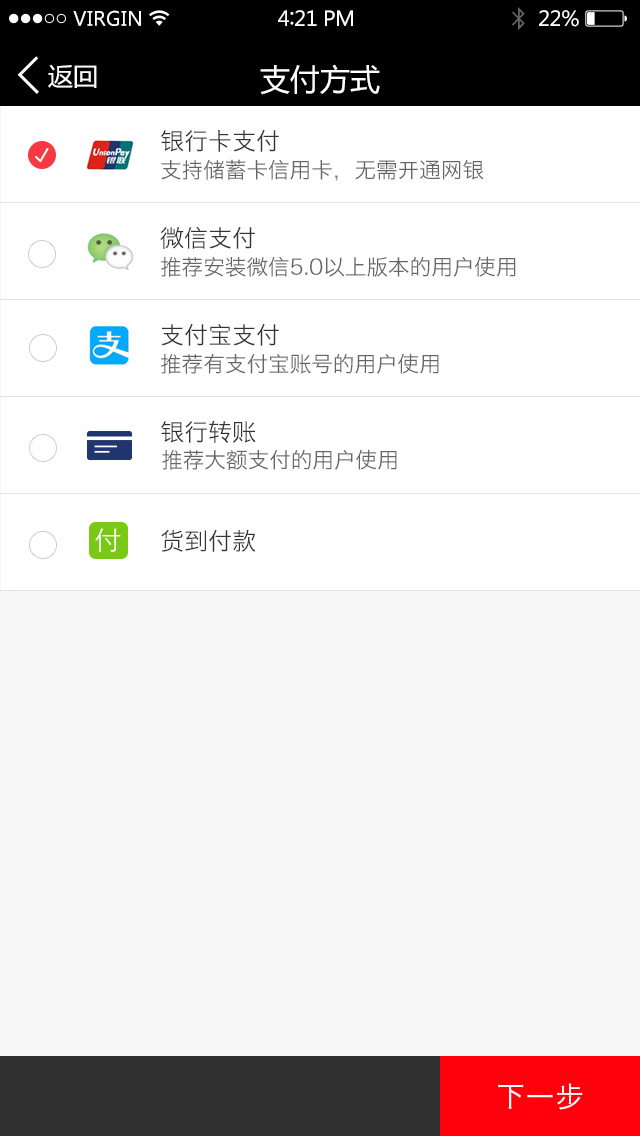 VIRGIN 4:21 PM 22%
返回 支付方式
UnionPay
银联
银行卡支付
支持储蓄卡信用卡，无需开通网银
微信支付
推荐安装微信5.0以上版本的用户使用
支
支付宝支付
推荐有支付宝账号的用户使用
银行转账
推荐大额支付的用户使用
付
货到付款
下一步